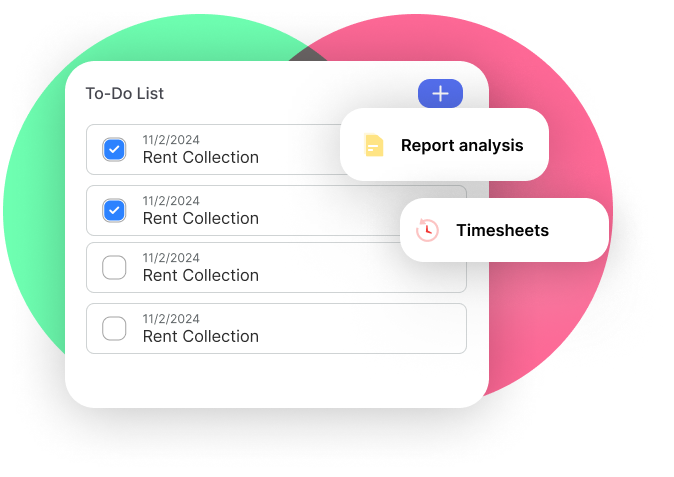 To-Do List
11/2/2024
Rent Collection
Report analysis
11/2/2024
Rent Collection
Timesheets
11/2/2024
Rent Collection
11/2/2024
Rent Collection